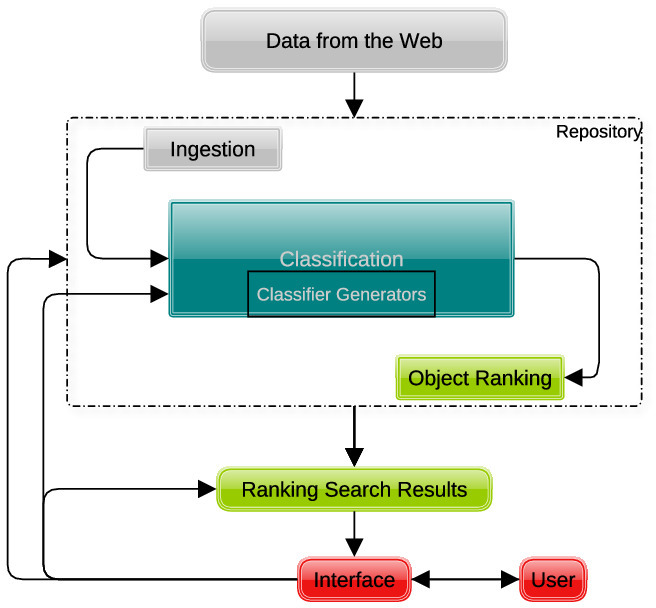 Data from the Web
Repository
Ingestion
Classification
Classifier Generators
Object Ranking
Ranking Search Results
Interface
User